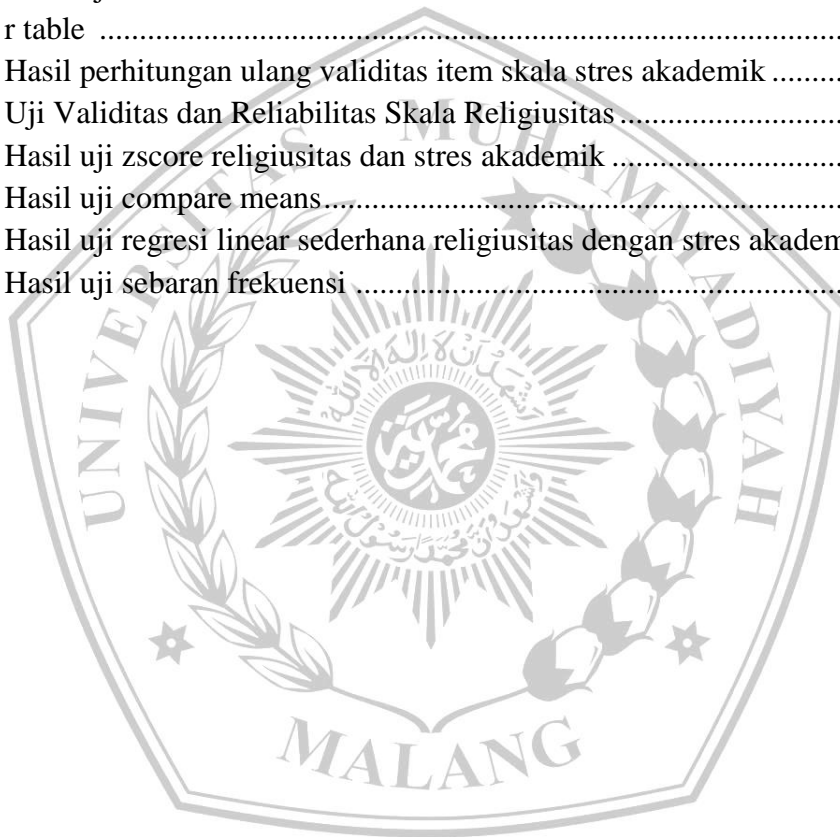 r table ..........................................................................................
Hasil perhitungan ulang validitas item skala stres akademik .........
Uji Validitas dan Reliabilitas Skala Religiusitas ...........................
Hasil uji zscore religiusitas dan stres akademik ............................
Hasil uji compare means ................................................................
Hasil uji regresi linear sederhana religiusitas dengan stres akadem
Hasil uji sebaran frekuensi .............................................................
UNIVERSITAS MUHAMMADIYAH
MALANG